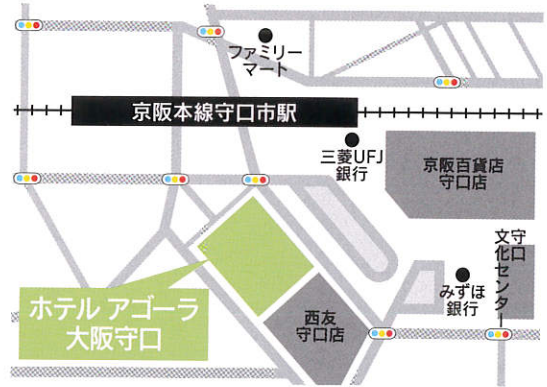 ファミリー
マート
京阪本線守口市駅
三菱UFJ
銀行
京阪百貨店
守口店
守口
文化センター
みずほ
銀行
西友
守口店
ホテル アゴーラ
大阪守口